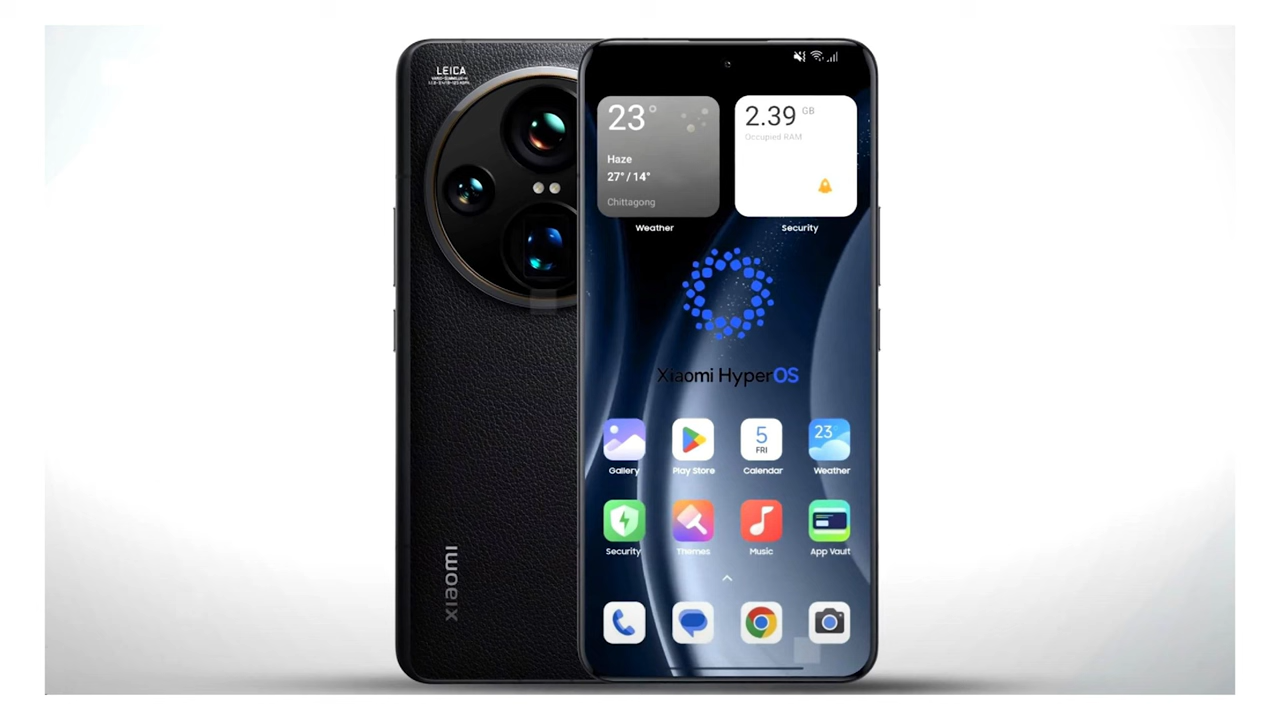 LEICA
23°
Haze
27° / 14°
Chittagong
Weather
2.39 GB
Occupied RAM
Security
Xiaomi HyperOS
Gallery
Play Store
5
FRI
Calendar
23°
Weather
Security
Themes
Music
App Vault
xiaomi